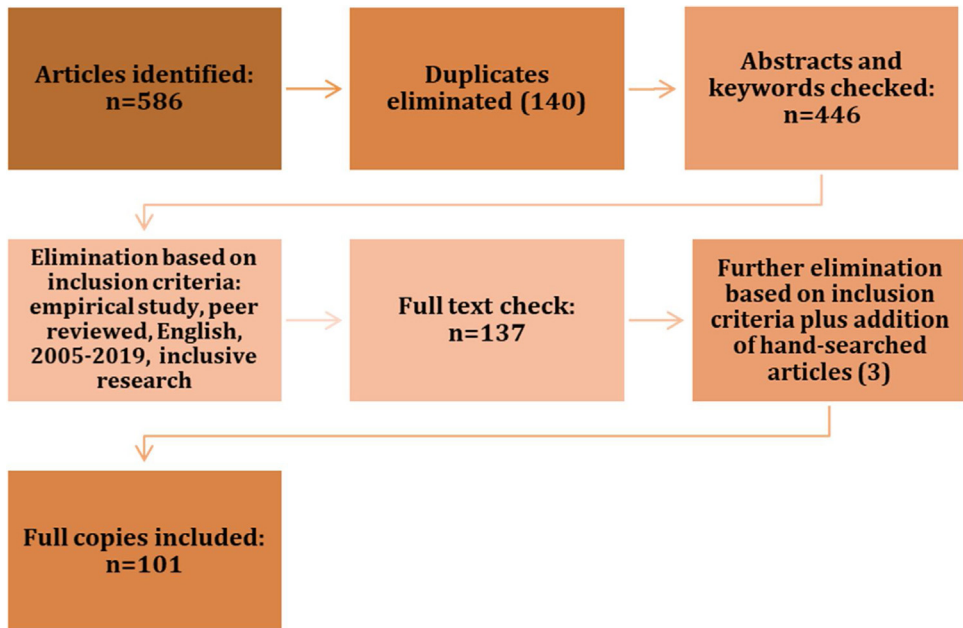 Articles identified:
n=586
Duplicates
eliminated (140)
Abstracts and
keywords checked:
n=446
Elimination based on
inclusion criteria:
empirical study, peer
reviewed, English,
2005-2019, inclusive
research
Full text check:
n=137
Further elimination
based on inclusion
criteria plus addition
of hand-searched
articles (3)
Full copies included:
n=101